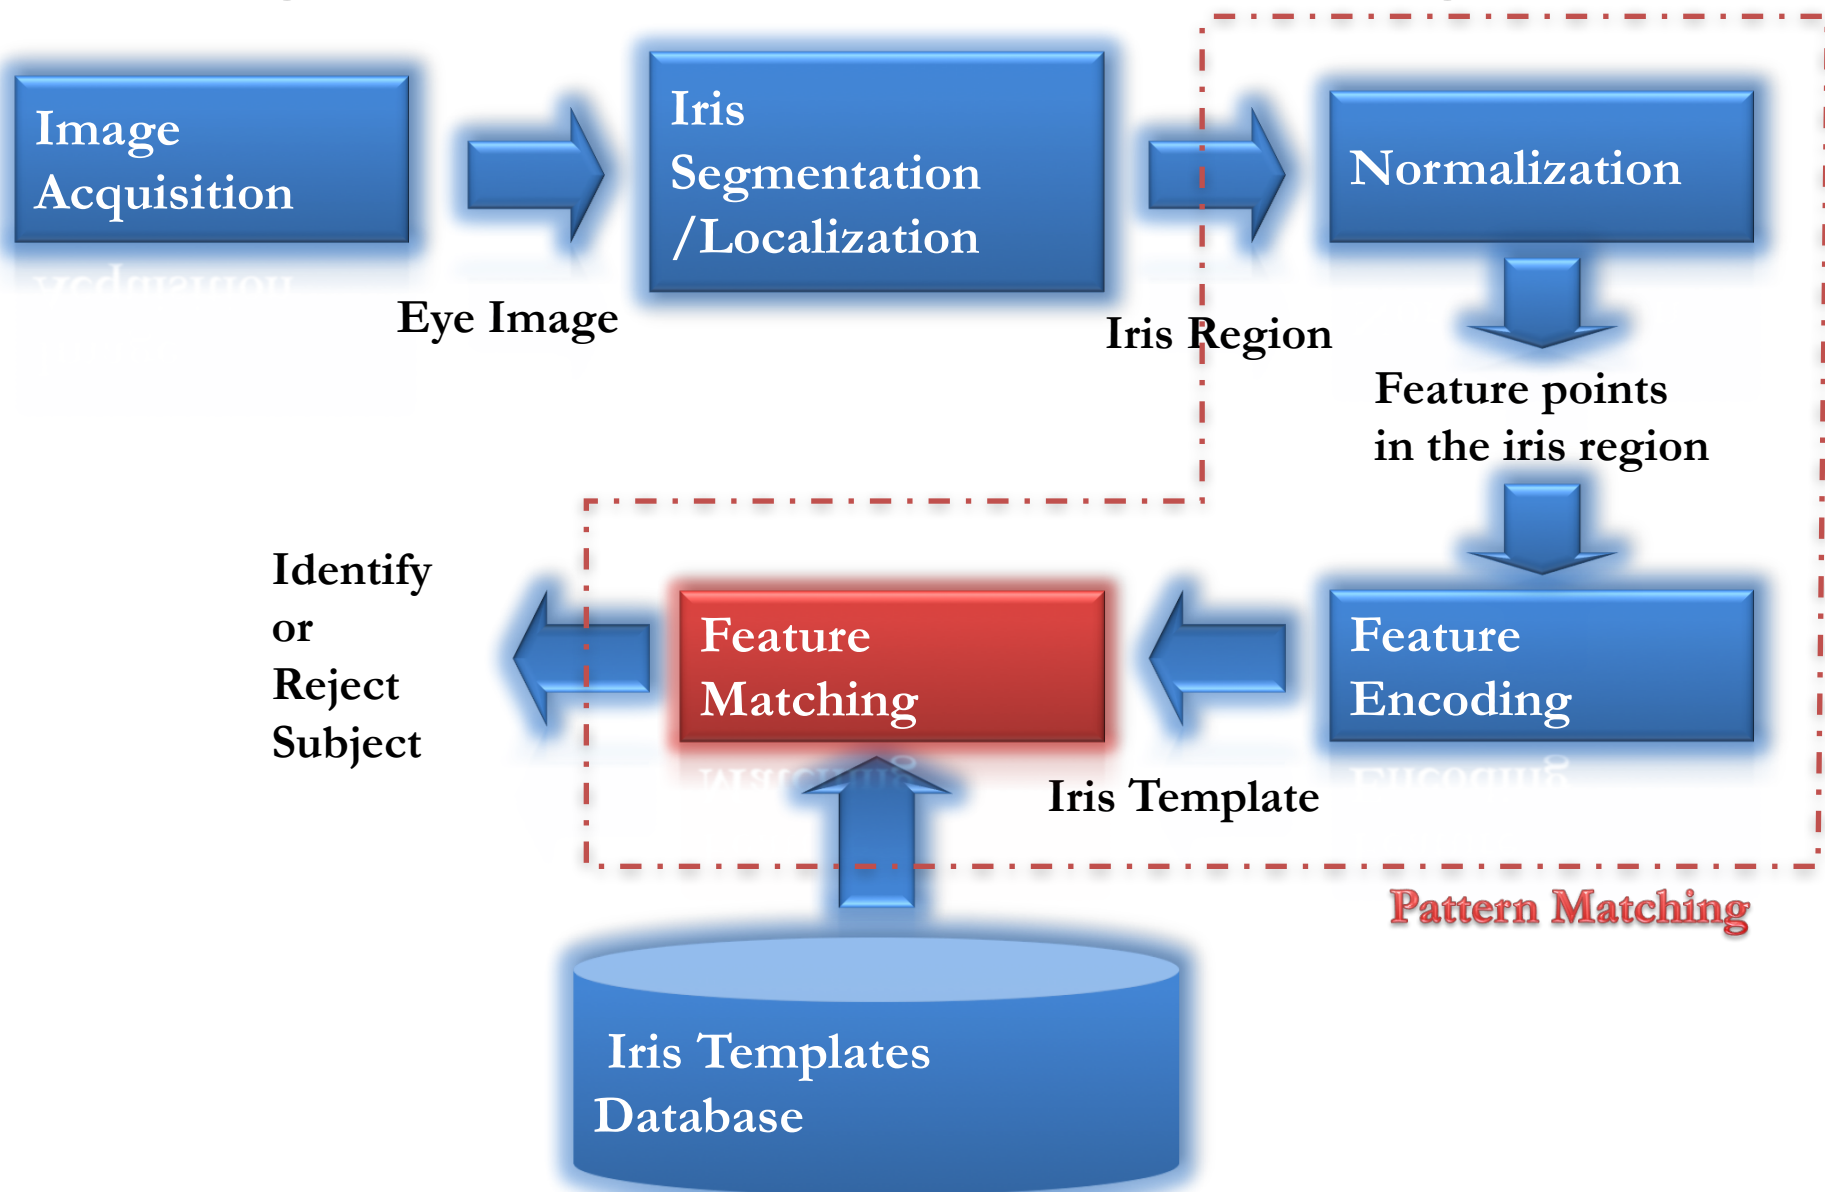 Image
Acquisition
Eye Image
Iris
Segmentation
/Localization
Iris Region
Normalization
Feature points
in the iris region
Feature
Encoding
Iris Template
Feature
Matching
Identify
or
Reject
Subject
Pattern Matching
Iris Templates
Database